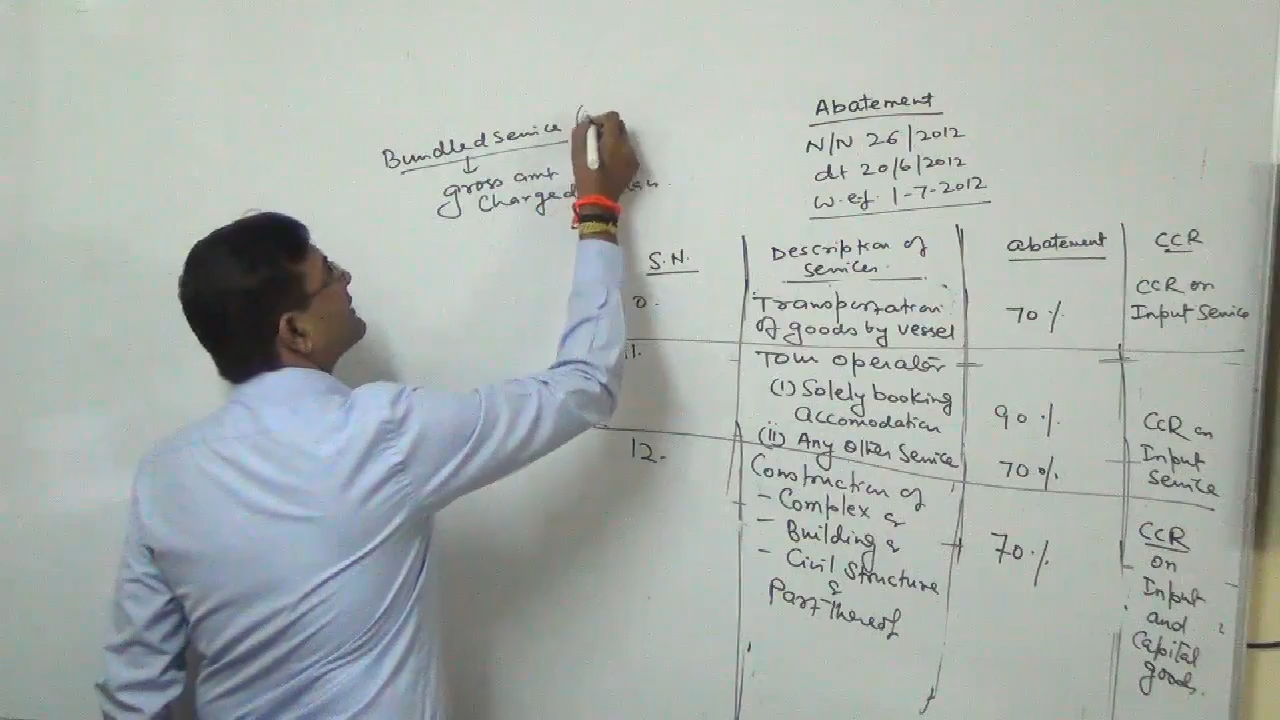 Bundled service (
↓
gross amt
charged
Abatement
N/N 26/2012
dt 20/6/2012
w.e.f. 1-7-2012
S.N.
Description of
services.
abatement
CCR
0.
Transportation
of goods by vessel
70%
CCR on
Input Service
11.
Tour operator
(i) Solely booking
Accomodation
90%
(ii) Any other Service
70%
CCR on
Input
Service
12.
Construction of
- Complex &
- Building &
- Civil Structure
&
Part Thereof
70%
CCR
on
Input
and
Capital
goods.